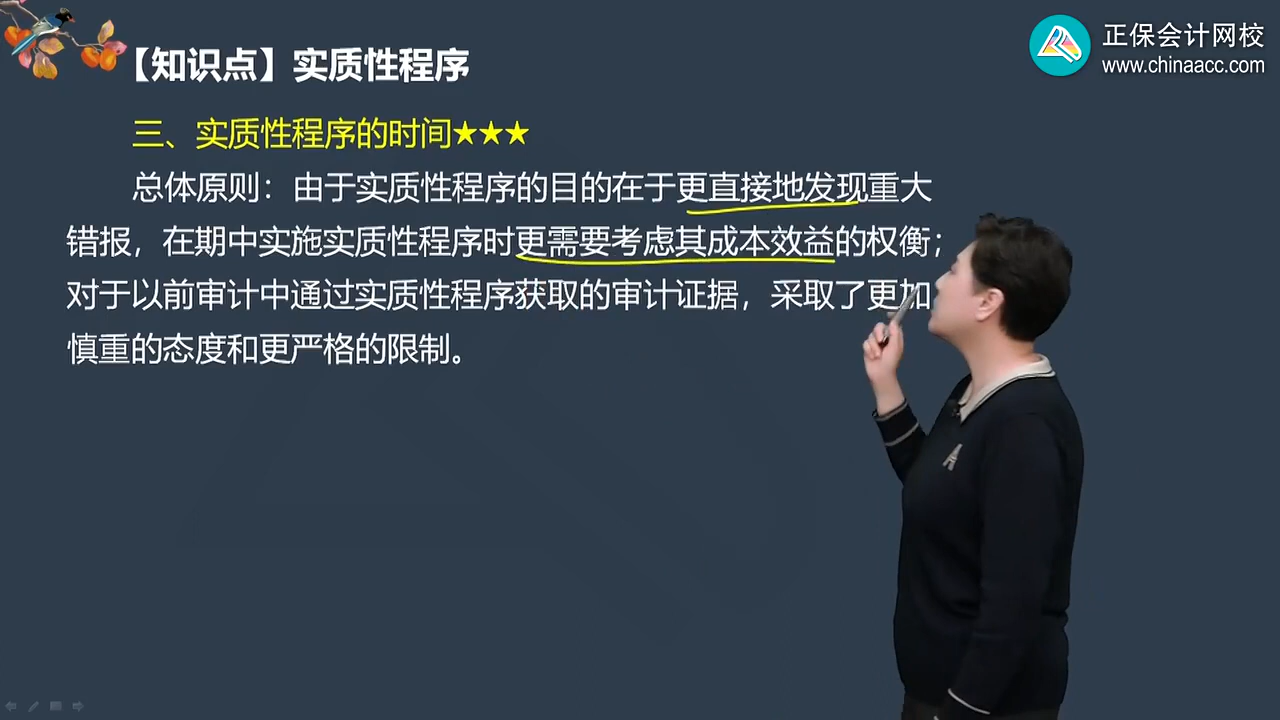 【知识点】实质性程序
正保会计网校
www.chinaacc.com
三、实质性程序的时间★★★
总体原则：由于实质性程序的目的在于更直接地发现重大
错报，在期中实施实质性程序时更需要考虑其成本效益的权衡；
对于以前审计中通过实质性程序获取的审计证据，采取了更加
慎重的态度和更严格的限制。
A